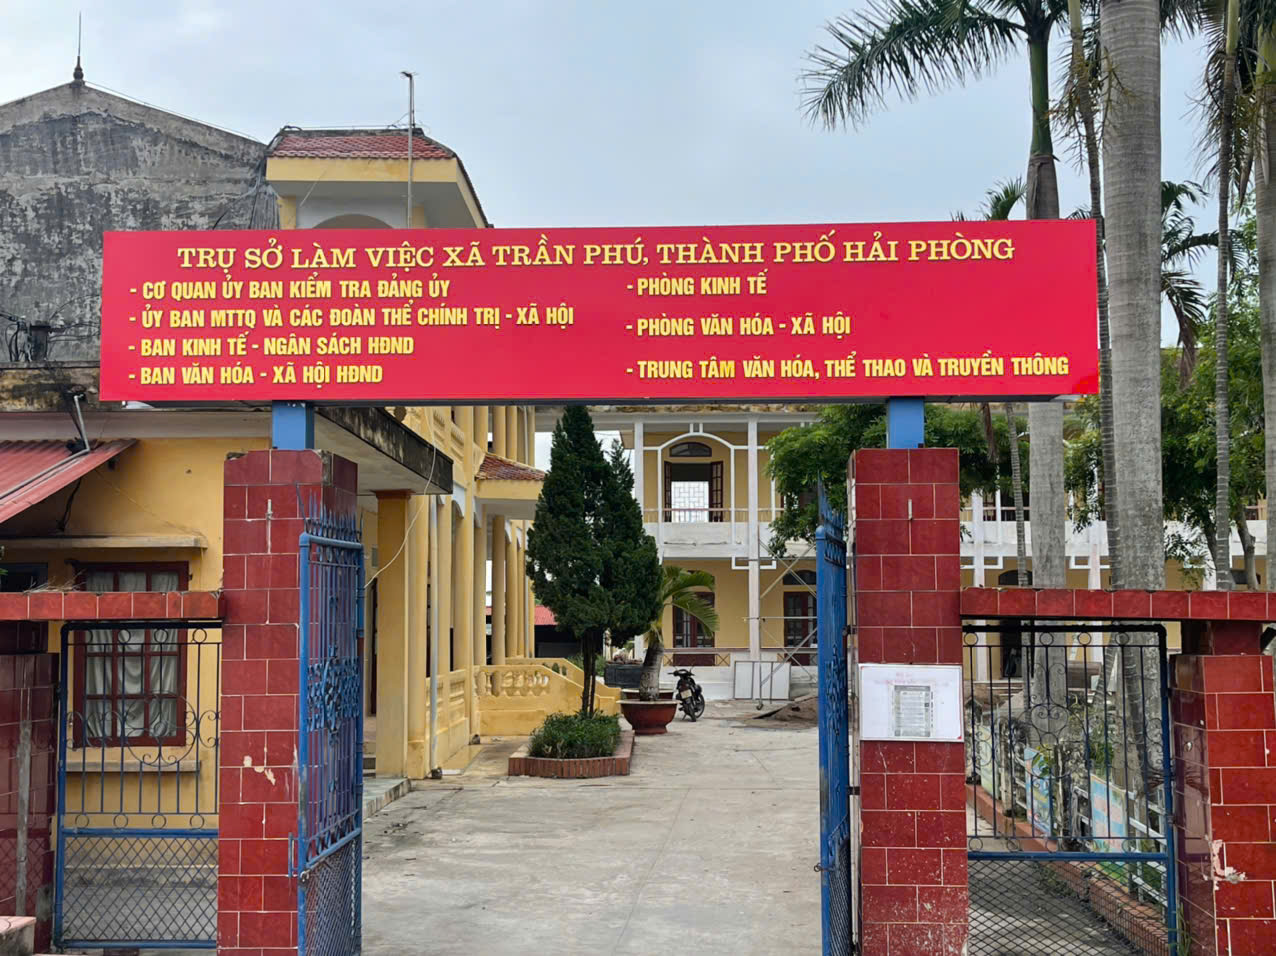 TRỤ SỞ LÀM VIỆC XÃ TRẦN PHÚ, THÀNH PHỐ HẢI PHÒNG
- CƠ QUAN ỦY BAN KIỂM TRA ĐẢNG ỦY
- ỦY BAN MTTQ VÀ CÁC ĐOÀN THỂ CHÍNH TRỊ - XÃ HỘI
- BAN KINH TẾ - NGÂN SÁCH HĐND
- BAN VĂN HÓA - XÃ HỘI HĐND
- PHÒNG KINH TẾ
- PHÒNG VĂN HÓA - XÃ HỘI
- TRUNG TÂM VĂN HÓA, THỂ THAO VÀ TRUYỀN THÔNG